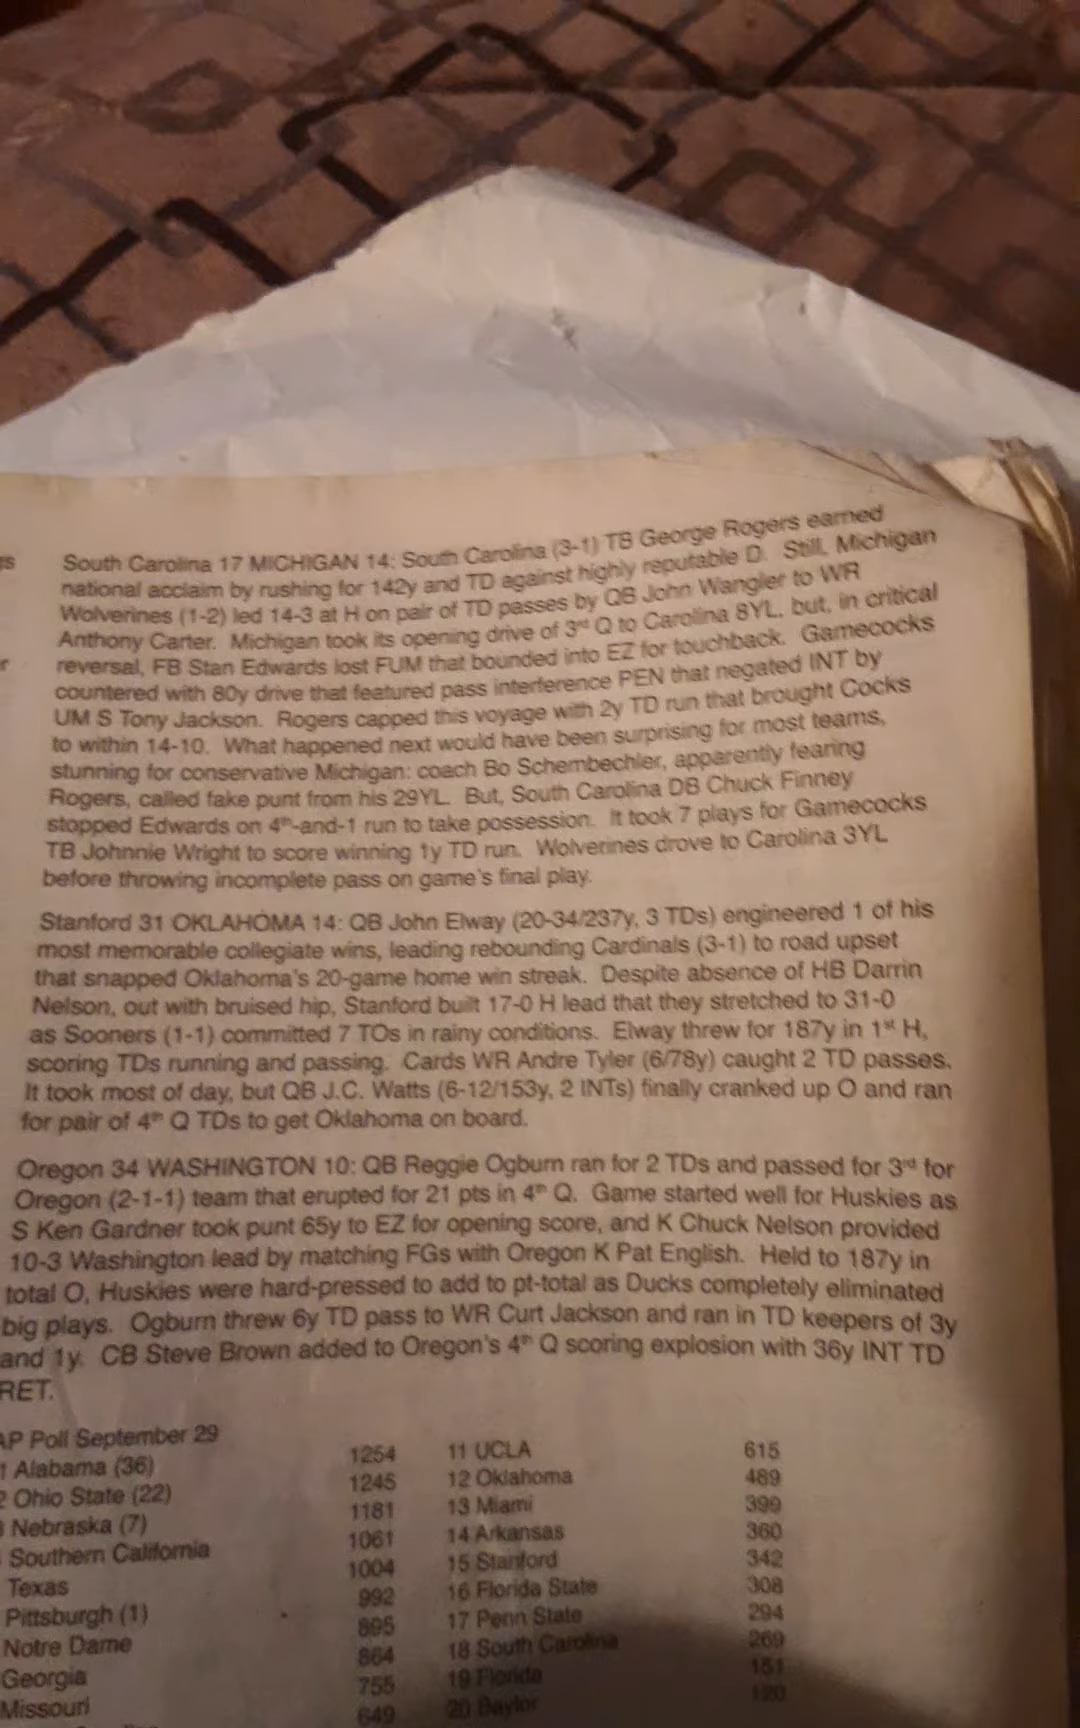 South Carolina 17 MICHIGAN 14: South Carolina (3-1) TB George Rogers earned
national acclaim by rushing for 142y and TD against highly reputable D. Still, Michigan
Wolverines (1-2) led 14-3 at H on pair of TD passes by QB John Wangler to WR
Anthony Carter. Michigan took its opening drive of 3rd Q to Carolina 8YL, but, in critical
reversal, FB Stan Edwards lost FUM that bounded into EZ for touchback. Gamecocks
countered with 80y drive that featured pass interference PEN that negated INT by
UM S Tony Jackson. Rogers capped this voyage with 2y TD run that brought Cocks
to within 14-10. What happened next would have been surprising for most teams,
stunning for conservative Michigan: coach Bo Schembechler, apparently fearing
Rogers, called fake punt from his 29YL. But, South Carolina DB Chuck Finney
stopped Edwards on 4th-and-1 run to take possession. It took 7 plays for Gamecocks
TB Johnnie Wright to score winning 1y TD run. Wolverines drove to Carolina 3YL
before throwing incomplete pass on game's final play.
Stanford 31 OKLAHOMA 14: QB John Elway (20-34/237y, 3 TDs) engineered 1 of his
most memorable collegiate wins, leading rebounding Cardinals (3-1) to road upset
that snapped Oklahoma's 20-game home win streak. Despite absence of HB Darrin
Nelson, out with bruised hip, Stanford built 17-0 H lead that they stretched to 31-0
as Sooners (1-1) committed 7 TOs in rainy conditions. Elway threw for 187y in 1st H,
scoring TDs running and passing. Cards WR Andre Tyler (6/78y) caught 2 TD passes.
It took most of day, but QB J.C. Watts (6-12/153y, 2 INTs) finally cranked up O and ran
for pair of 4th Q TDs to get Oklahoma on board.
Oregon 34 WASHINGTON 10: QB Reggie Ogburn ran for 2 TDs and passed for 3rd for
Oregon (2-1-1) team that erupted for 21 pts in 4th Q. Game started well for Huskies as
S Ken Gardner took punt 65y to EZ for opening score, and K Chuck Nelson provided
10-3 Washington lead by matching FGs with Oregon K Pat English. Held to 187y in
total O, Huskies were hard-pressed to add to pt-total as Ducks completely eliminated
big plays. Ogburn threw 6y TD pass to WR Curt Jackson and ran in TD keepers of 3y
and 1y. CB Steve Brown added to Oregon's 4th Q scoring explosion with 36y INT TD
RET.
AP Poll September 29
1 Alabama (36) 1254 11 UCLA 615
2 Ohio State (22) 1245 12 Oklahoma 489
3 Nebraska (7) 1181 13 Miami 399
Southern California 1061 14 Arkansas 360
Texas 1004 15 Stanford 342
Pittsburgh (1) 992 16 Florida State 308
Notre Dame 895 17 Penn State 294
Georgia 864 18 South Carolina 269
Missouri 755 19 Florida 151
649 20 Baylor 120